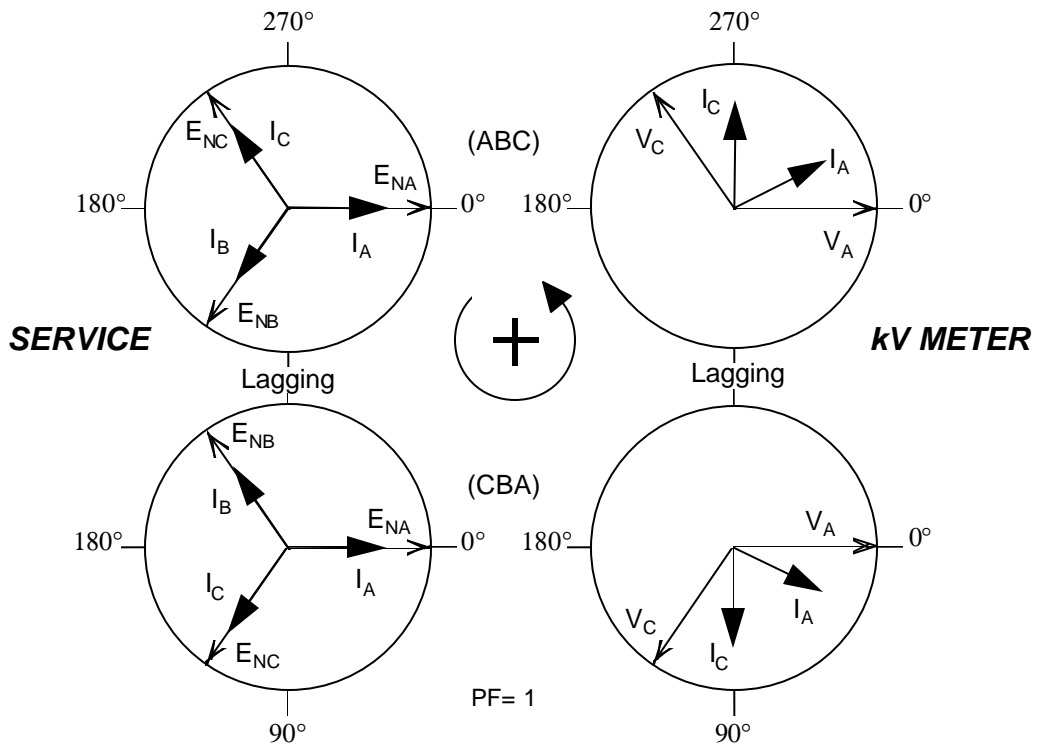 270° 270°
E_NC I_C (ABC) I_C V_C
E_NA I_A
180° 0° 180° 0°
I_B I_A V_A
E_NB
SERVICE + kV METER
Lagging Lagging
E_NB
I_B (CBA)
E_NA V_A
180° 0° 180° 0°
I_C I_A V_C I_A
E_NC I_C
PF= 1
90° 90°